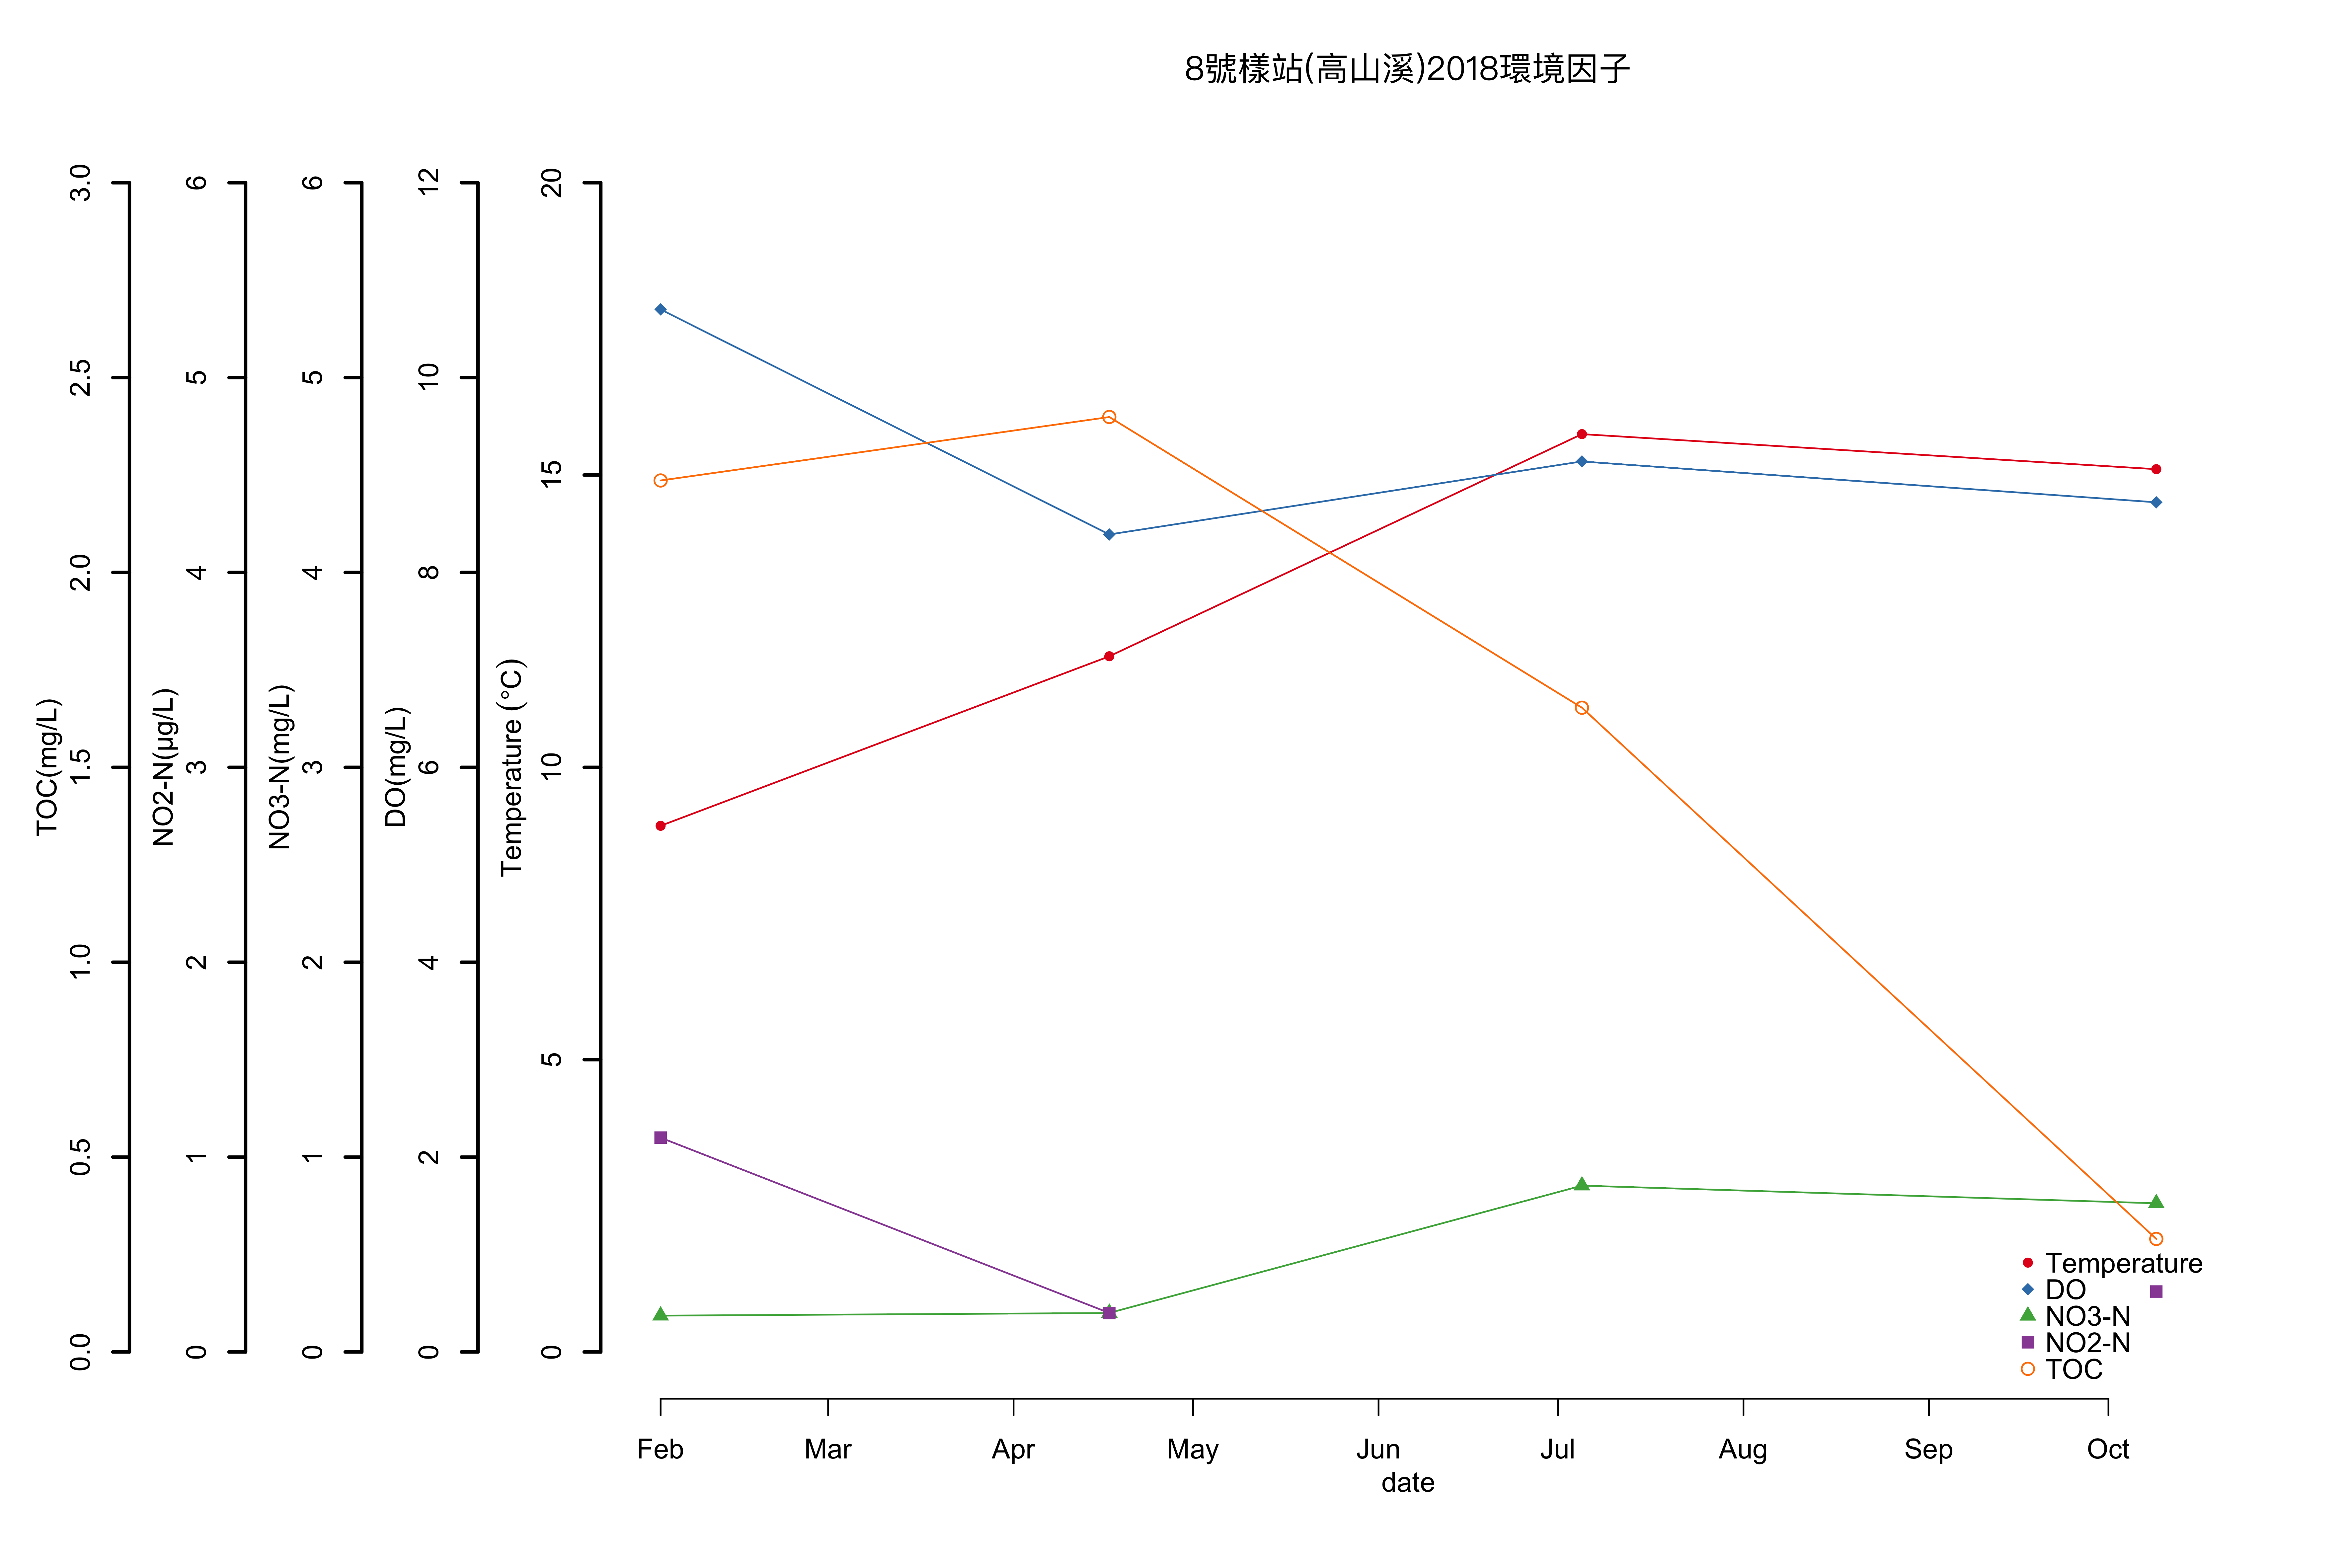 8號樣站(高山溪)2018環境因子
TOC(mg/L)
0.0 0.5 1.0 1.5 2.0 2.5 3.0
NO2-N(µg/L)
0 1 2 3 4 5 6
NO3-N(mg/L)
0 1 2 3 4 5 6
DO(mg/L)
0 2 4 6 8 10 12
Temperature (°C)
0 5 10 15 20
Temperature
DO
NO3-N
NO2-N
TOC
Feb Mar Apr May Jun Jul Aug Sep Oct
date